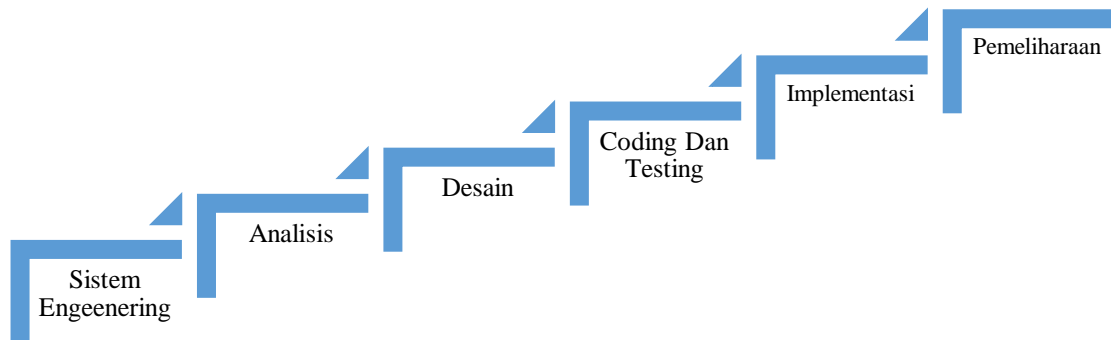 Sistem
Engeenering
Analisis
Desain
Coding Dan
Testing
Implementasi
Pemeliharaan